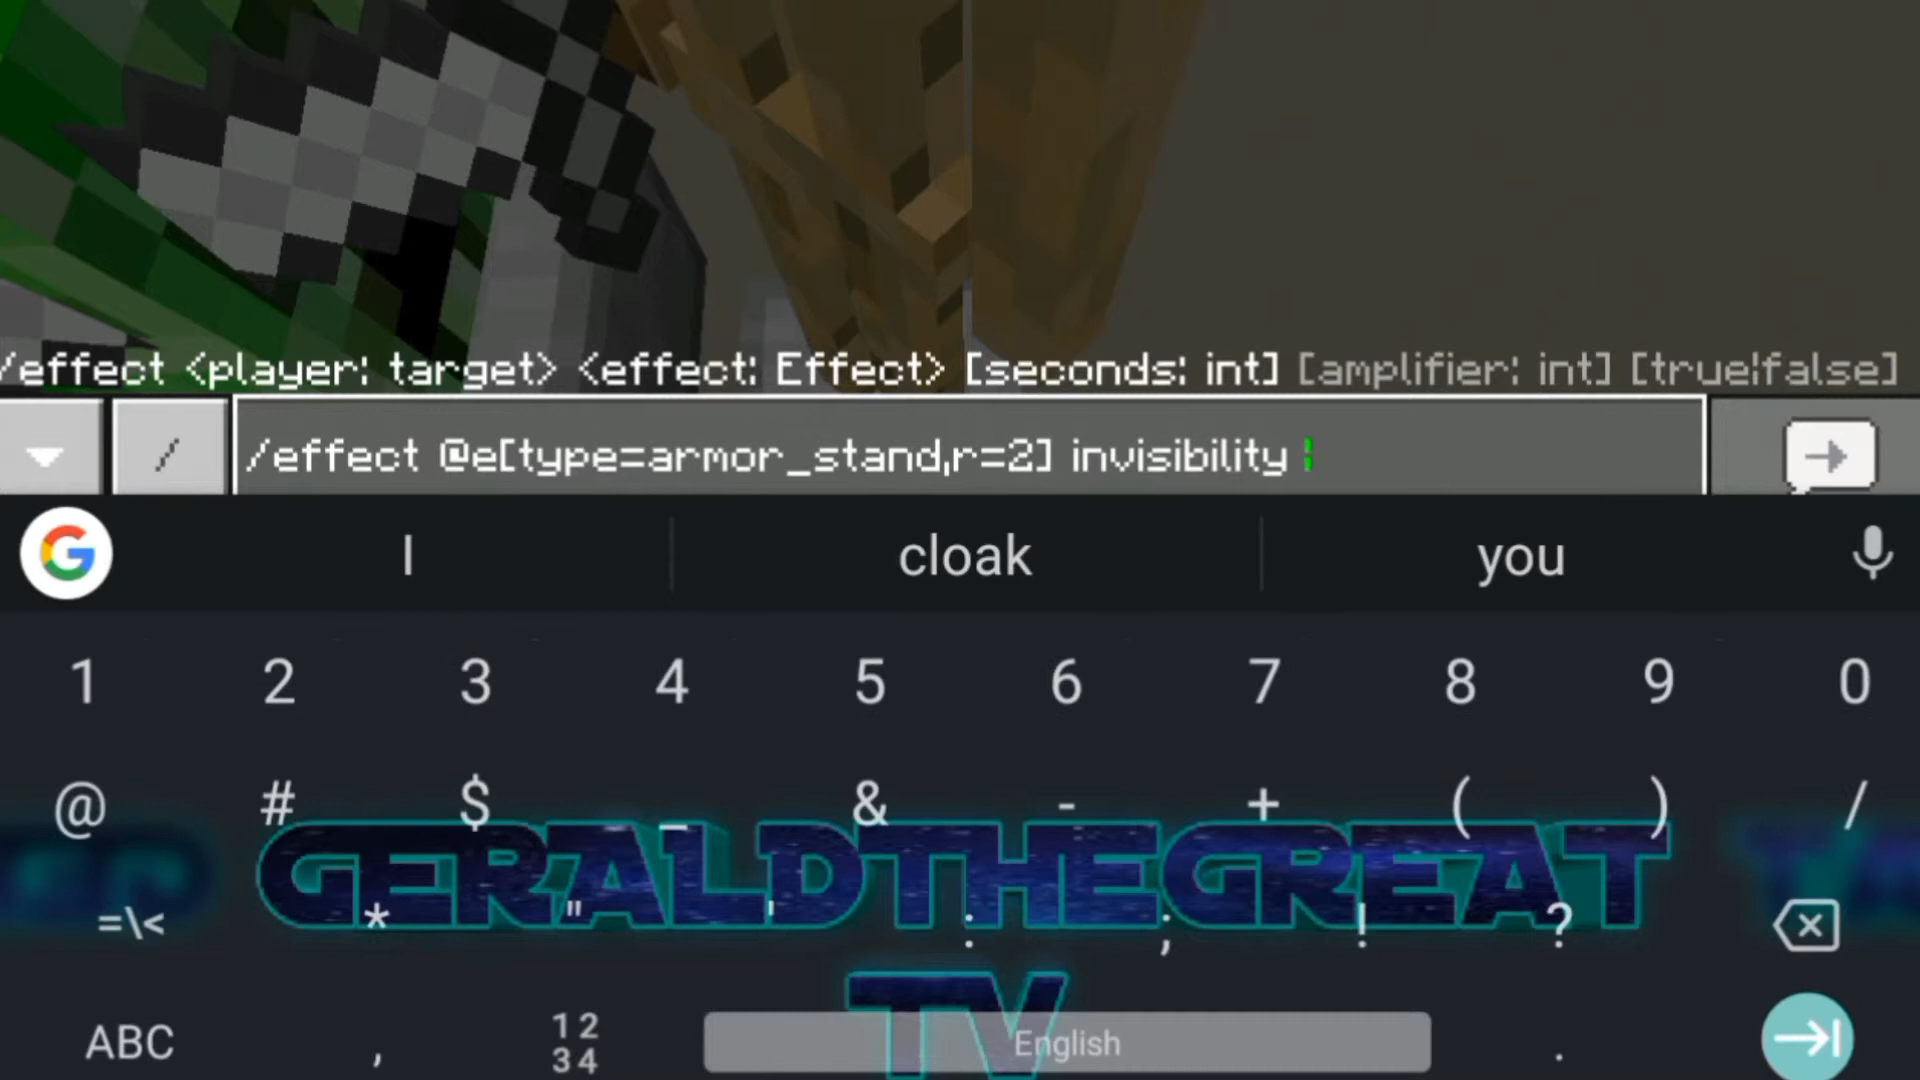 /effect <player: target> <effect: Effect> [seconds: int] [amplifier: int] [true|false]
/ /effect @e[type=armor_stand,r=2] invisibility
G I cloak you
1 2 3 4 5 6 7 8 9 0
@ # $ _ & - + ( ) /
GERALDTHEGREAT
=\< * " ' : ; ! ?
TV
ABC , 12 34 English .